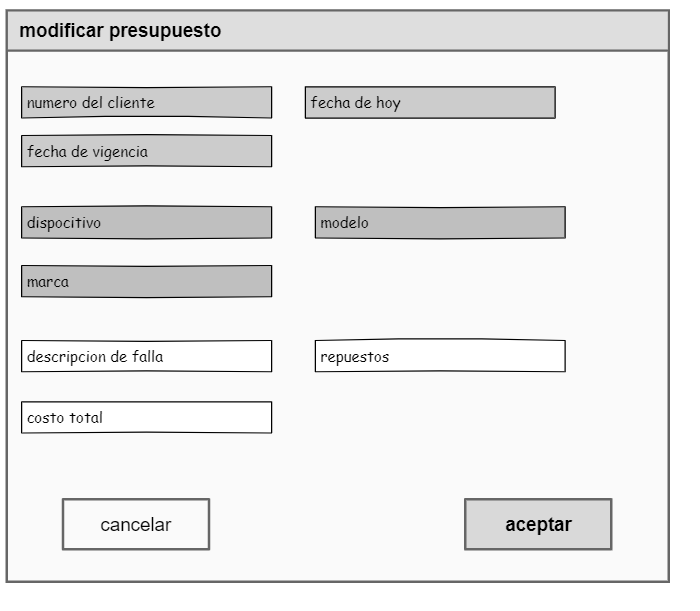 modificar presupuesto
numero del cliente
fecha de hoy
fecha de vigencia
dispocitivo
modelo
marca
descripcion de falla
repuestos
costo total
cancelar
aceptar